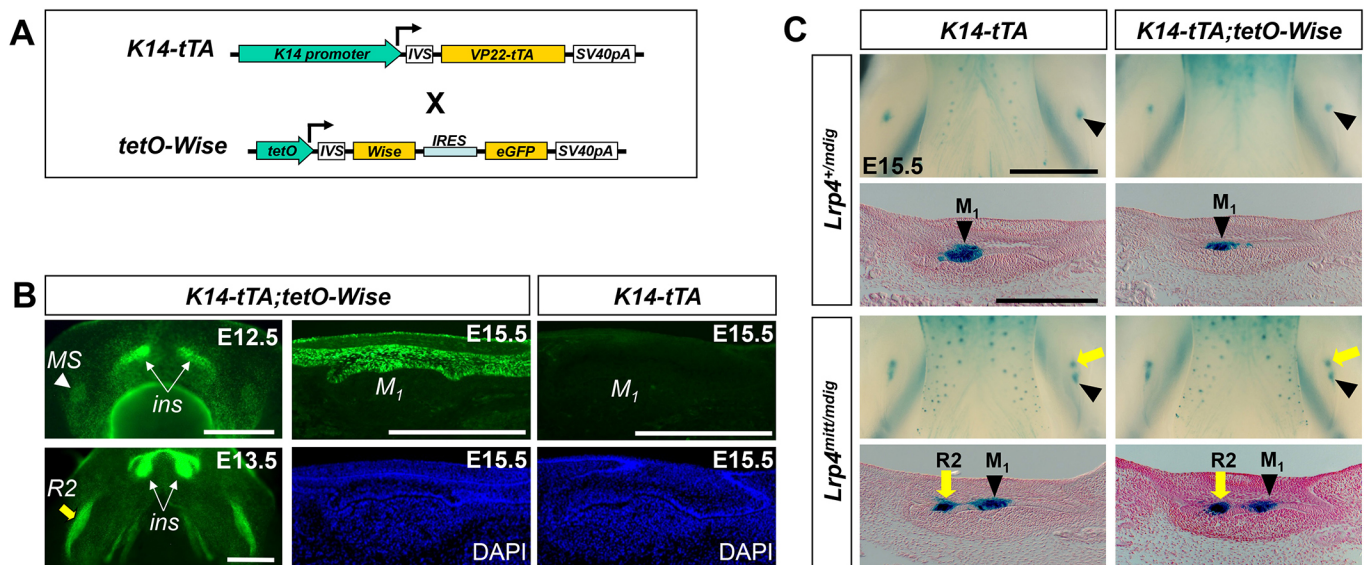 A
K14-tTA
K14 promoter
IVS
VP22-tTA
SV40pA
X
tetO-Wise
tetO
IVS
Wise
IRES
eGFP
SV40pA
B
K14-tTA;tetO-Wise
K14-tTA
E12.5
MS
ins
E15.5
M1
E15.5
M1
E13.5
R2
ins
E15.5
DAPI
E15.5
DAPI
C
K14-tTA
K14-tTA;tetO-Wise
Lrp4+/mdig
E15.5
M1
M1
Lrp4mitt/mdig
R2 M1
R2 M1